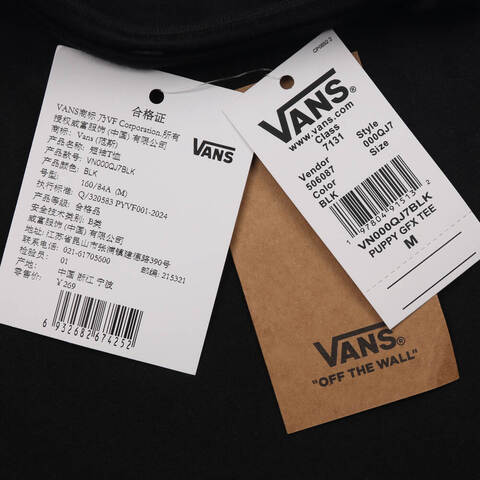 合格证
VANS商标 乃VF Corporation.所有
授权威富服饰 (中国) 有限公司
商标: Vans (范斯)
产品名称: 短袖T恤
产品款号: VN000QJ7BLK
产品颜色: BLK
号型: 160/84A (M)
执行标准: Q/320583 PYVF001-2024
产品等级: 合格品
安全技术类别: B类
威富服饰 (中国) 有限公司
地址: 江苏省昆山市张浦镇建德路390号
联系电话: 021-61705600
检验员: 01 邮编: 215321
产地: 中国 浙江 宁波
零售价: ¥269
6 932682 674252
VANS
CP0050 2
VANS
www.vans.com
Class Style
7131 000QJ7
Vendor Size
506087
Color
BLK
VN000QJ7BLK
PUPPY GFX TEE
M
VANS
"OFF THE WALL"